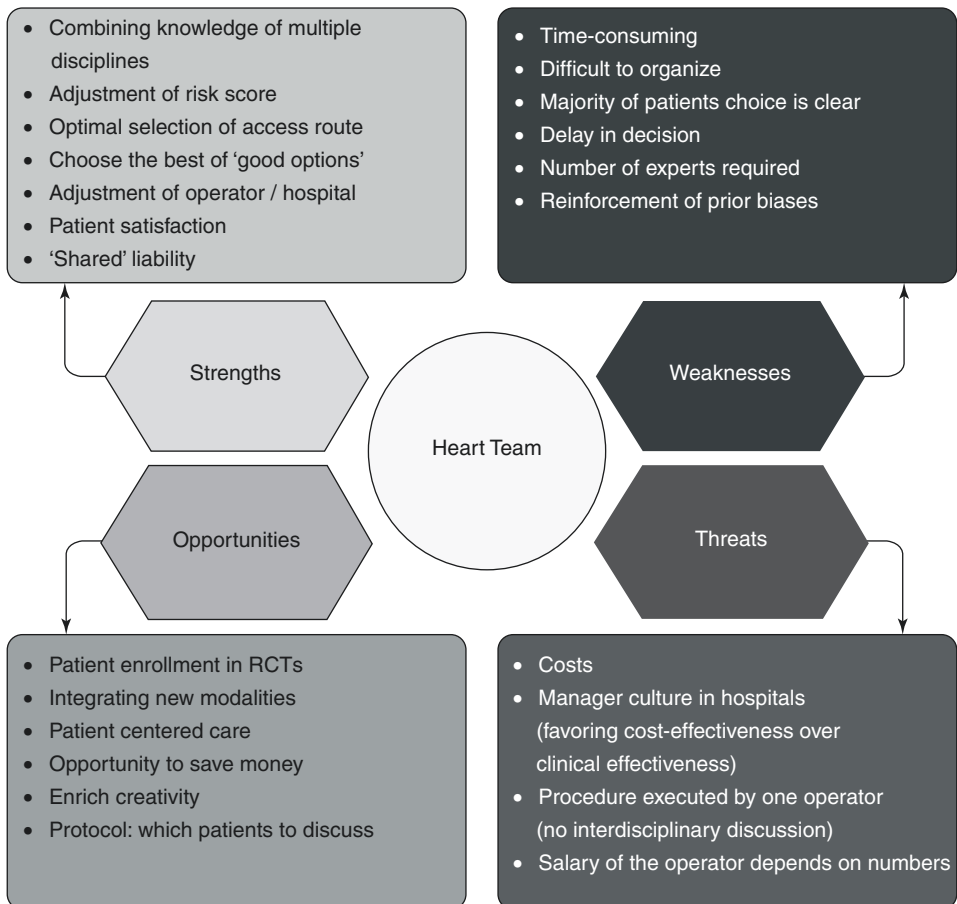 • Combining knowledge of multiple
disciplines
• Adjustment of risk score
• Optimal selection of access route
• Choose the best of ‘good options’
• Adjustment of operator / hospital
• Patient satisfaction
• ‘Shared’ liability
• Time-consuming
• Difficult to organize
• Majority of patients choice is clear
• Delay in decision
• Number of experts required
• Reinforcement of prior biases
Strengths
Weaknesses
Heart Team
Opportunities
Threats
• Patient enrollment in RCTs
• Integrating new modalities
• Patient centered care
• Opportunity to save money
• Enrich creativity
• Protocol: which patients to discuss
• Costs
• Manager culture in hospitals
(favoring cost-effectiveness over
clinical effectiveness)
• Procedure executed by one operator
(no interdisciplinary discussion)
• Salary of the operator depends on numbers